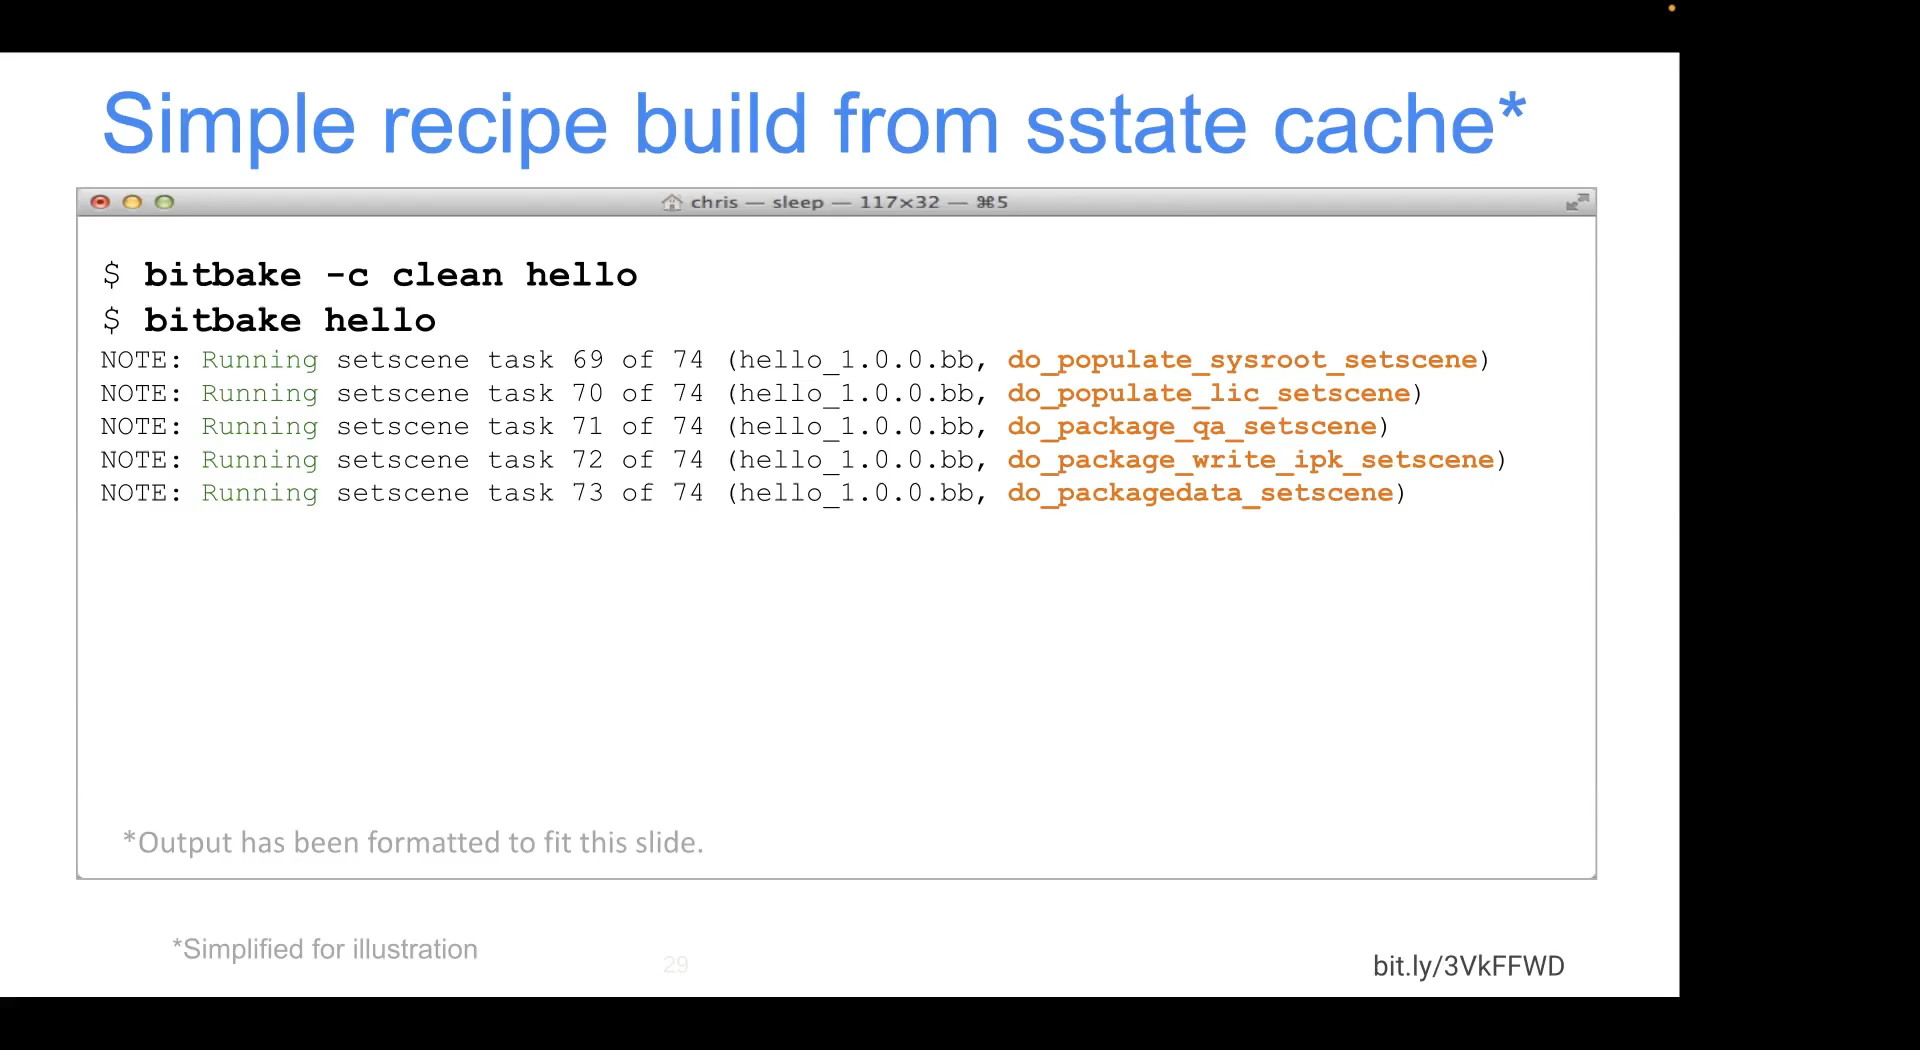 Simple recipe build from sstate cache*
chris — sleep — 117×32 — ⌘5
$ bitbake -c clean hello
$ bitbake hello
NOTE: Running setscene task 69 of 74 (hello_1.0.0.bb, do_populate_sysroot_setscene)
NOTE: Running setscene task 70 of 74 (hello_1.0.0.bb, do_populate_lic_setscene)
NOTE: Running setscene task 71 of 74 (hello_1.0.0.bb, do_package_qa_setscene)
NOTE: Running setscene task 72 of 74 (hello_1.0.0.bb, do_package_write_ipk_setscene)
NOTE: Running setscene task 73 of 74 (hello_1.0.0.bb, do_packagedata_setscene)
*Output has been formatted to fit this slide.
*Simplified for illustration
29
bit.ly/3VkFFWD